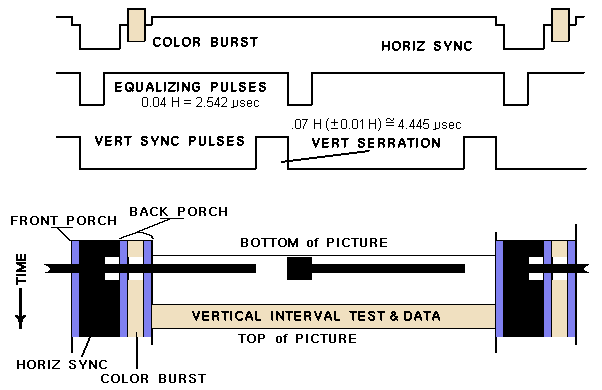 COLOR BURST
HORIZ SYNC
EQUALIZING PULSES
0.04 H = 2.542 µsec
.07 H (±0.01 H) ≅ 4.445 µsec
VERT SYNC PULSES
VERT SERRATION
BACK PORCH
FRONT PORCH
BOTTOM of PICTURE
TIME
VERTICAL INTERVAL TEST & DATA
TOP of PICTURE
HORIZ SYNC
COLOR BURST